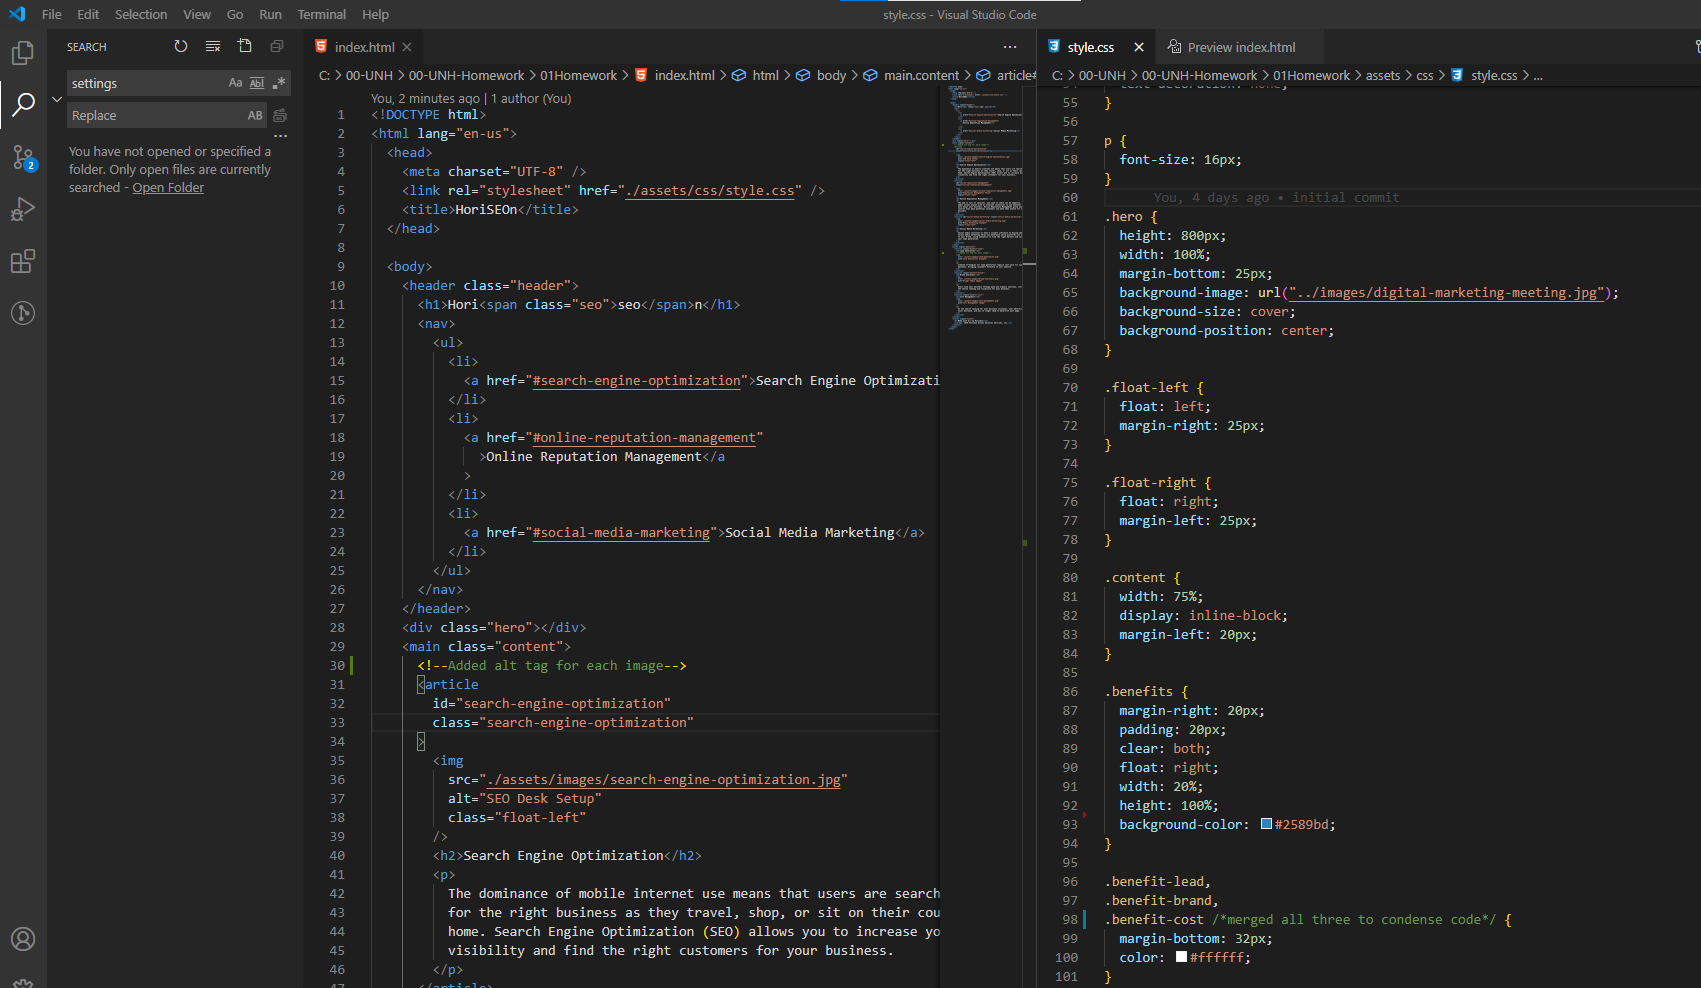 File Edit Selection View Go Run Terminal Help
style.css - Visual Studio Code
SEARCH
settings
Aa Abl .*
Replace
AB
...
You have not opened or specified a
folder. Only open files are currently
searched - Open Folder
2
index.html
C: > 00-UNH > 00-UNH-Homework > 01Homework > index.html > html > body > main.content > article#
You, 2 minutes ago | 1 author (You)
1 <!DOCTYPE html>
2 <html lang="en-us">
3 <head>
4 <meta charset="UTF-8" />
5 <link rel="stylesheet" href="./assets/css/style.css" />
6 <title>HoriSEOn</title>
7 </head>
8
9 <body>
10 <header class="header">
11 <h1>Hori<span class="seo">seo</span>n</h1>
12 <nav>
13 <ul>
14 <li>
15 <a href="#search-engine-optimization">Search Engine Optimizati
16 </li>
17 <li>
18 <a href="#online-reputation-management"
19 >Online Reputation Management</a
20 >
21 </li>
22 <li>
23 <a href="#social-media-marketing">Social Media Marketing</a>
24 </li>
25 </ul>
26 </nav>
27 </header>
28 <div class="hero"></div>
29 <main class="content">
30 <!--Added alt tag for each image-->
31 <article
32 id="search-engine-optimization"
33 class="search-engine-optimization"
34 >
35 <img
36 src="./assets/images/search-engine-optimization.jpg"
37 alt="SEO Desk Setup"
38 class="float-left"
39 />
40 <h2>Search Engine Optimization</h2>
41 <p>
42 The dominance of mobile internet use means that users are search
43 for the right business as they travel, shop, or sit on their cou
44 home. Search Engine Optimization (SEO) allows you to increase yo
45 visibility and find the right customers for your business.
46 </p>
47 </article>
style.css
Preview index.html
C: > 00-UNH > 00-UNH-Homework > 01Homework > assets > css > style.css > ...
54 text-decoration: none;
55 }
56
57 p {
58 font-size: 16px;
59 }
60 You, 4 days ago • initial commit
61 .hero {
62 height: 800px;
63 width: 100%;
64 margin-bottom: 25px;
65 background-image: url("../images/digital-marketing-meeting.jpg");
66 background-size: cover;
67 background-position: center;
68 }
69
70 .float-left {
71 float: left;
72 margin-right: 25px;
73 }
74
75 .float-right {
76 float: right;
77 margin-left: 25px;
78 }
79
80 .content {
81 width: 75%;
82 display: inline-block;
83 margin-left: 20px;
84 }
85
86 .benefits {
87 margin-right: 20px;
88 padding: 20px;
89 clear: both;
90 float: right;
91 width: 20%;
92 height: 100%;
93 background-color: #2589bd;
94 }
95
96 .benefit-lead,
97 .benefit-brand,
98 .benefit-cost /*merged all three to condense code*/ {
99 margin-bottom: 32px;
100 color: #ffffff;
101 }